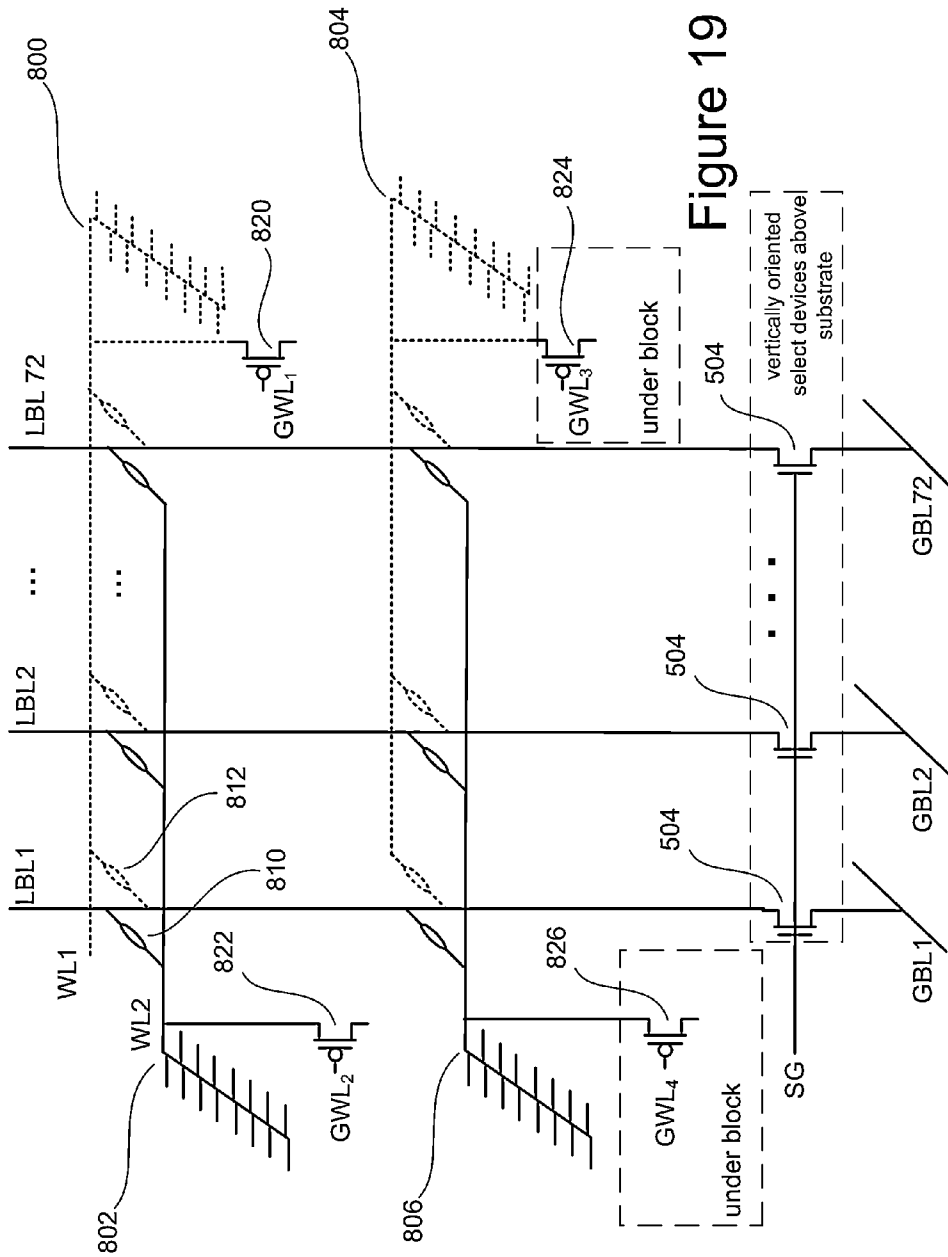 LBL1
LBL2
...
LBL 72
800
WL1
...
812
810
WL2
802
822
GWL2
820
GWL1
804
806
826
GWL4
under block
824
GWL3
under block
504
504
504
. . .
vertically oriented
select devices above
substrate
SG
GBL1
GBL2
GBL72
Figure 19